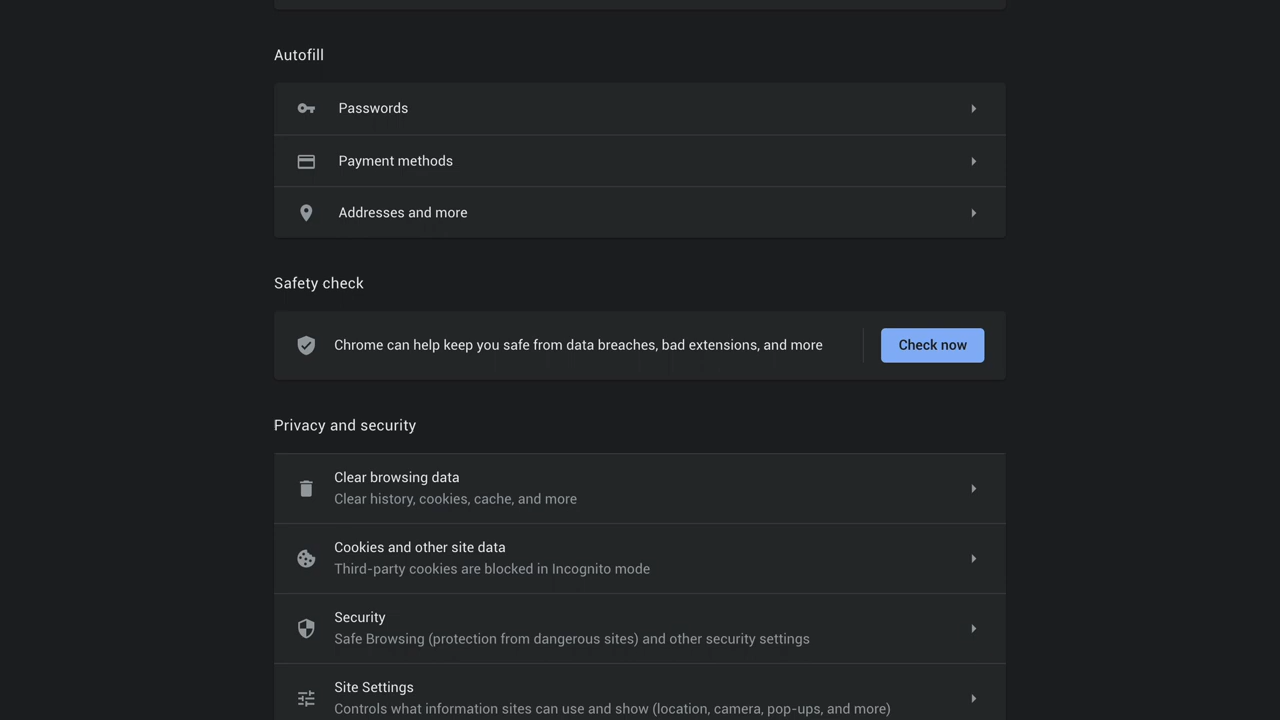 Autofill
Passwords
Payment methods
Addresses and more
Safety check
Chrome can help keep you safe from data breaches, bad extensions, and more
Check now
Privacy and security
Clear browsing data
Clear history, cookies, cache, and more
Cookies and other site data
Third-party cookies are blocked in Incognito mode
Security
Safe Browsing (protection from dangerous sites) and other security settings
Site Settings
Controls what information sites can use and show (location, camera, pop-ups, and more)